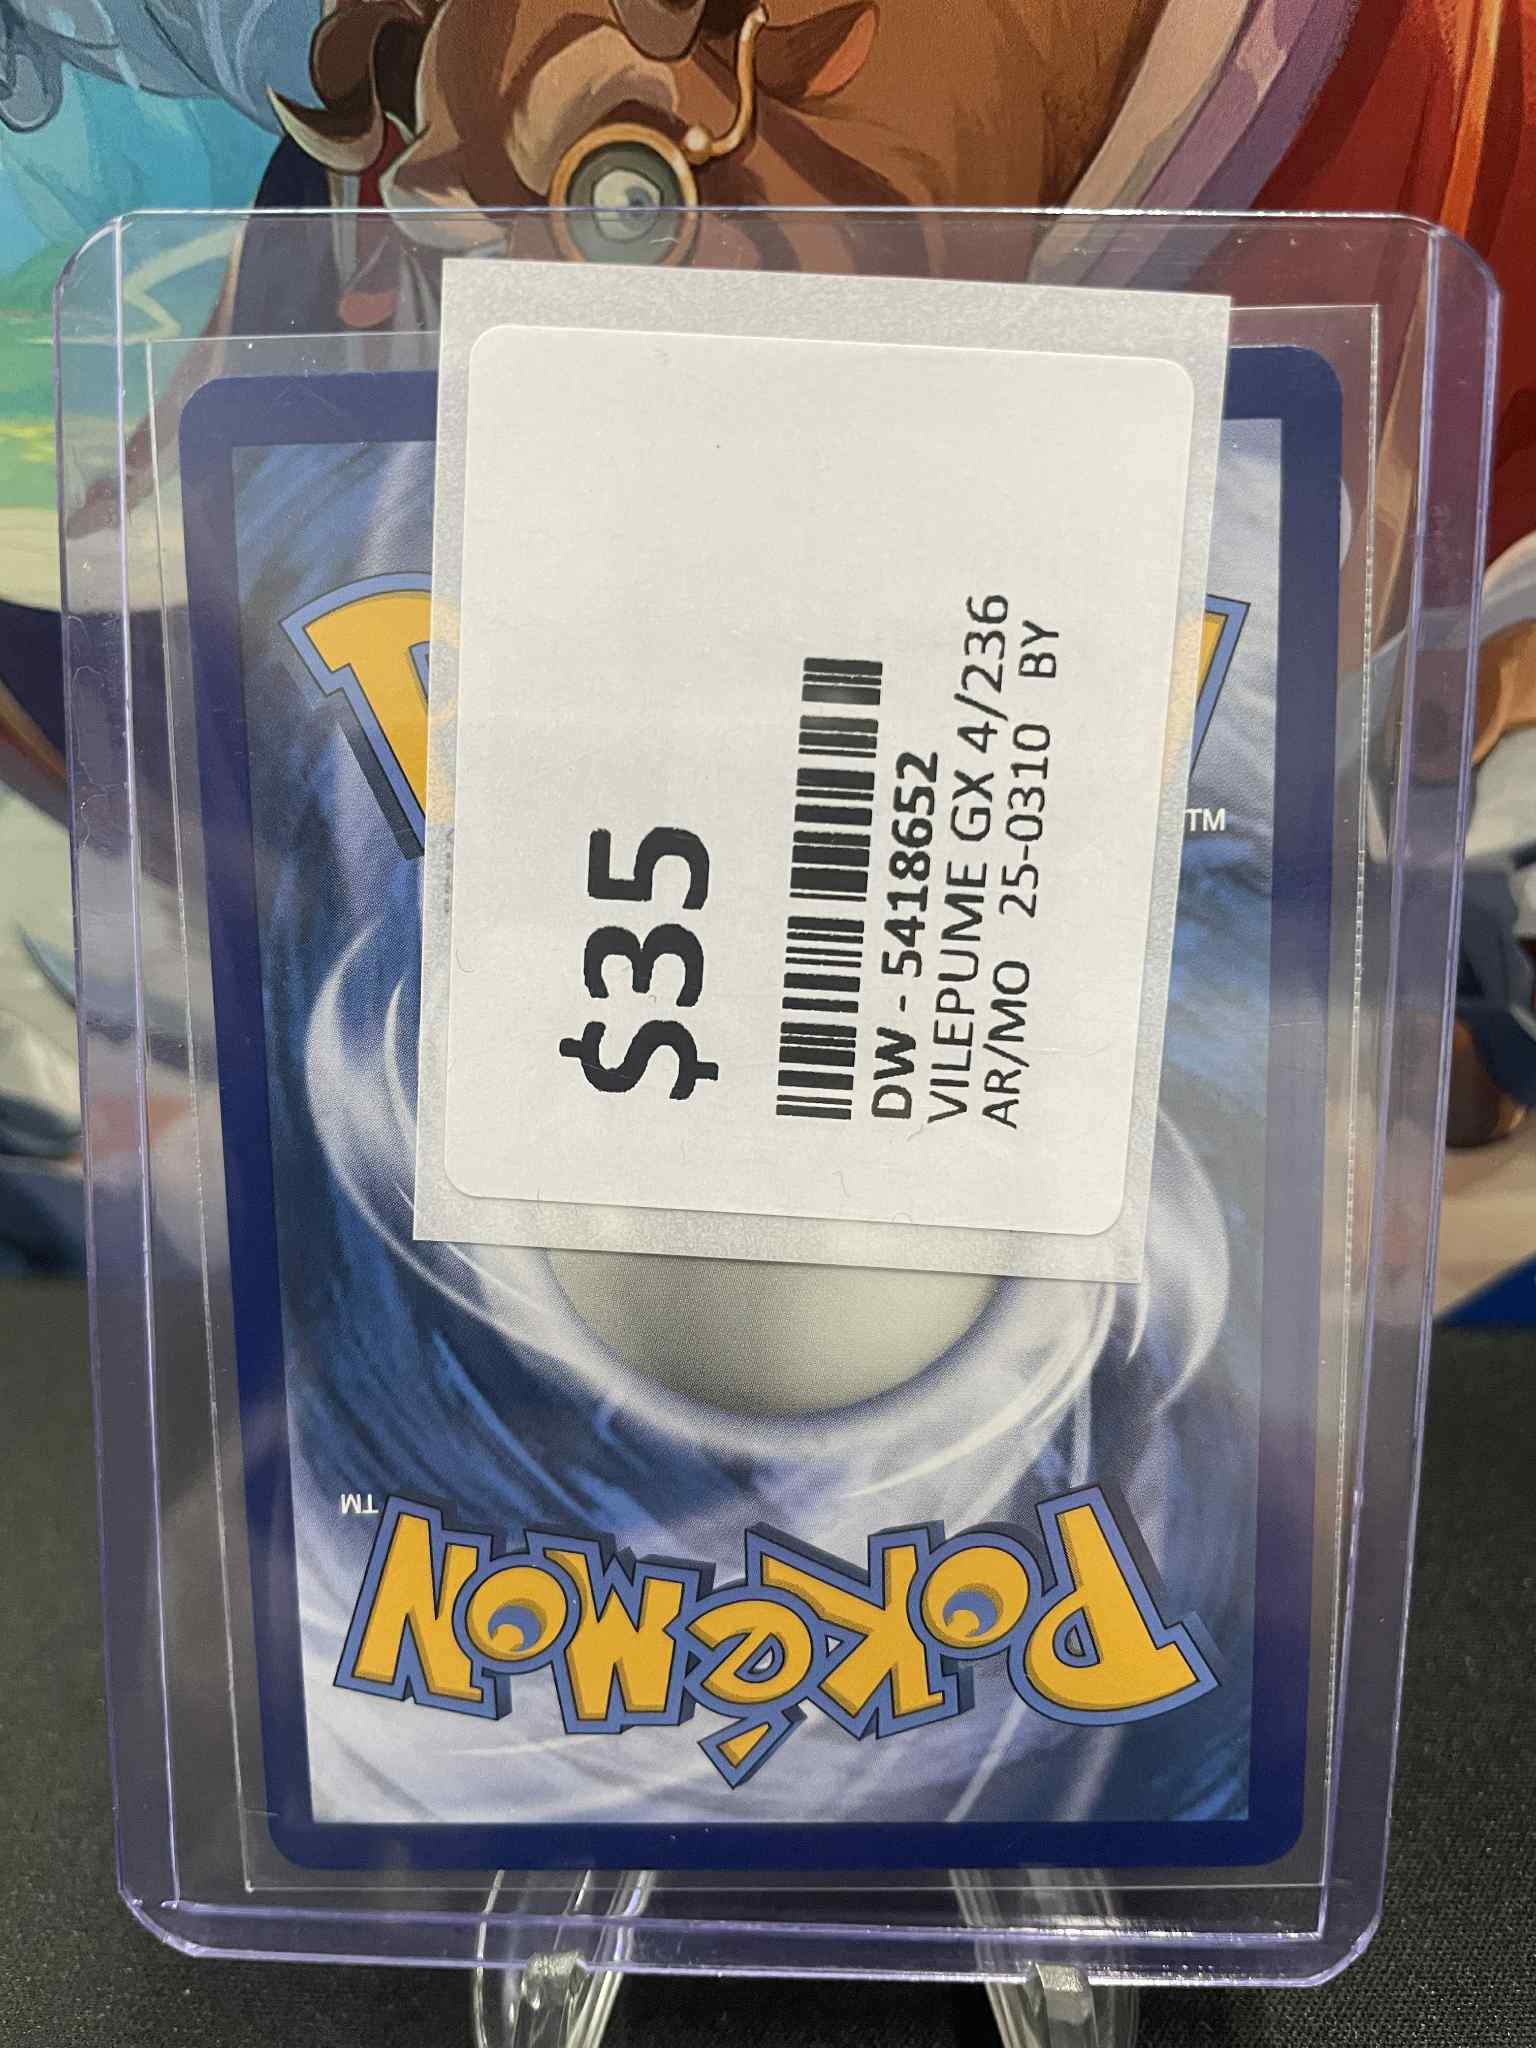 $35
DW - 5418652
VILEPUME GX 4/236
AR/MO 25-0310 BY
TM
TM
POKéMON